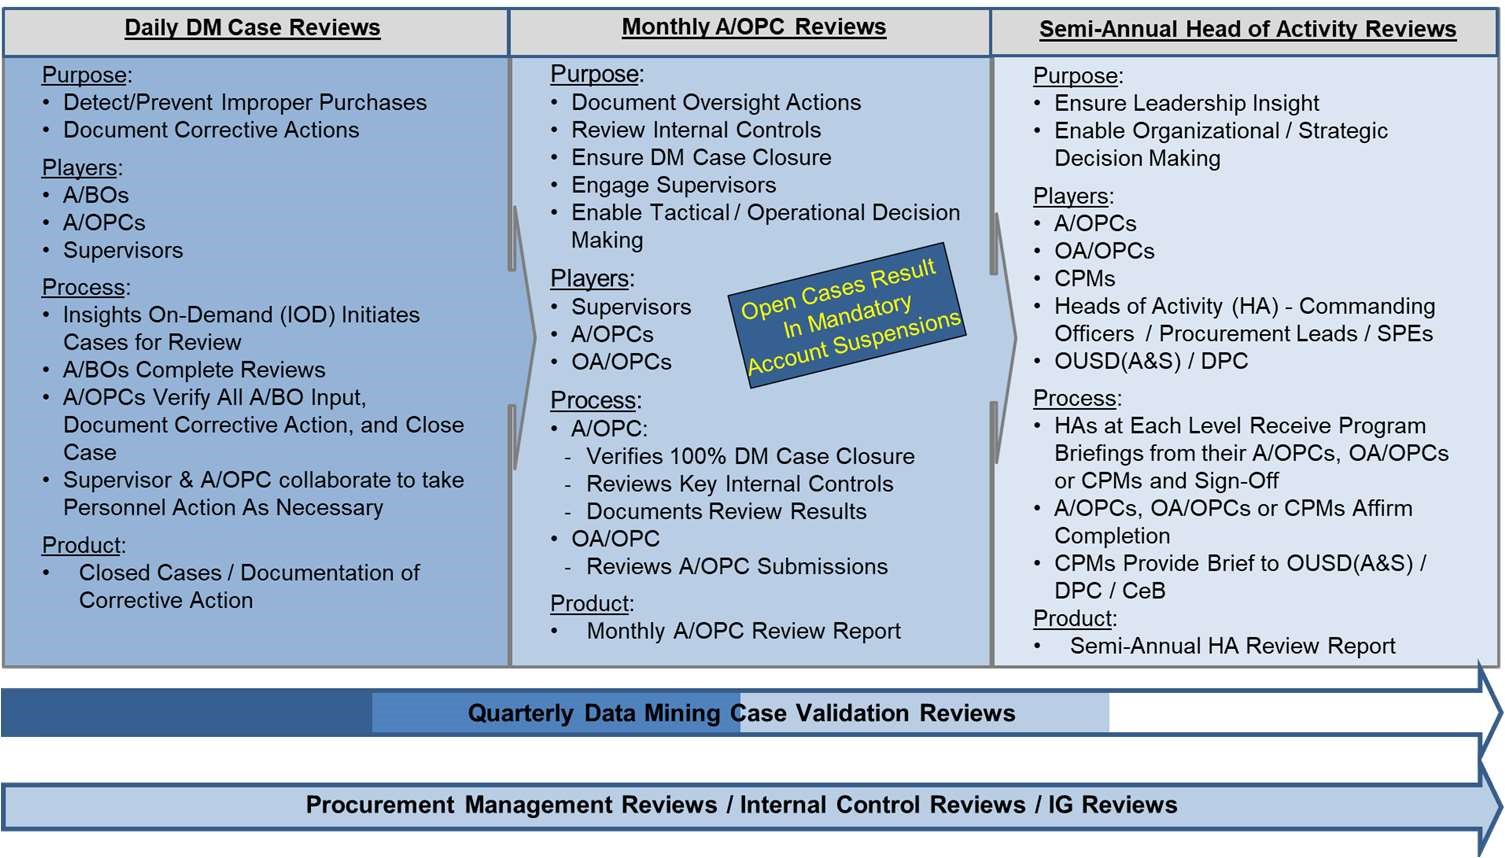 Daily DM Case Reviews
Purpose:
• Detect/Prevent Improper Purchases
• Document Corrective Actions
Players:
• A/BOs
• A/OPCs
• Supervisors
Process:
• Insights On-Demand (IOD) Initiates
Cases for Review
• A/BOs Complete Reviews
• A/OPCs Verify All A/BO Input,
Document Corrective Action, and Close
Case
• Supervisor & A/OPC collaborate to take
Personnel Action As Necessary
Product:
• Closed Cases / Documentation of
Corrective Action
Monthly A/OPC Reviews
Purpose:
• Document Oversight Actions
• Review Internal Controls
• Ensure DM Case Closure
• Engage Supervisors
• Enable Tactical / Operational Decision
Making
Players:
• Supervisors
• A/OPCs
• OA/OPCs
Open Cases Result
In Mandatory
Account Suspensions
Process:
• A/OPC:
- Verifies 100% DM Case Closure
- Reviews Key Internal Controls
- Documents Review Results
• OA/OPC
- Reviews A/OPC Submissions
Product:
• Monthly A/OPC Review Report
Semi-Annual Head of Activity Reviews
Purpose:
• Ensure Leadership Insight
• Enable Organizational / Strategic
Decision Making
Players:
• A/OPCs
• OA/OPCs
• CPMs
• Heads of Activity (HA) - Commanding
Officers / Procurement Leads / SPEs
• OUSD(A&S) / DPC
Process:
• HAs at Each Level Receive Program
Briefings from their A/OPCs, OA/OPCs
or CPMs and Sign-Off
• A/OPCs, OA/OPCs or CPMs Affirm
Completion
• CPMs Provide Brief to OUSD(A&S) /
DPC / CeB
Product:
• Semi-Annual HA Review Report
Quarterly Data Mining Case Validation Reviews
Procurement Management Reviews / Internal Control Reviews / IG Reviews